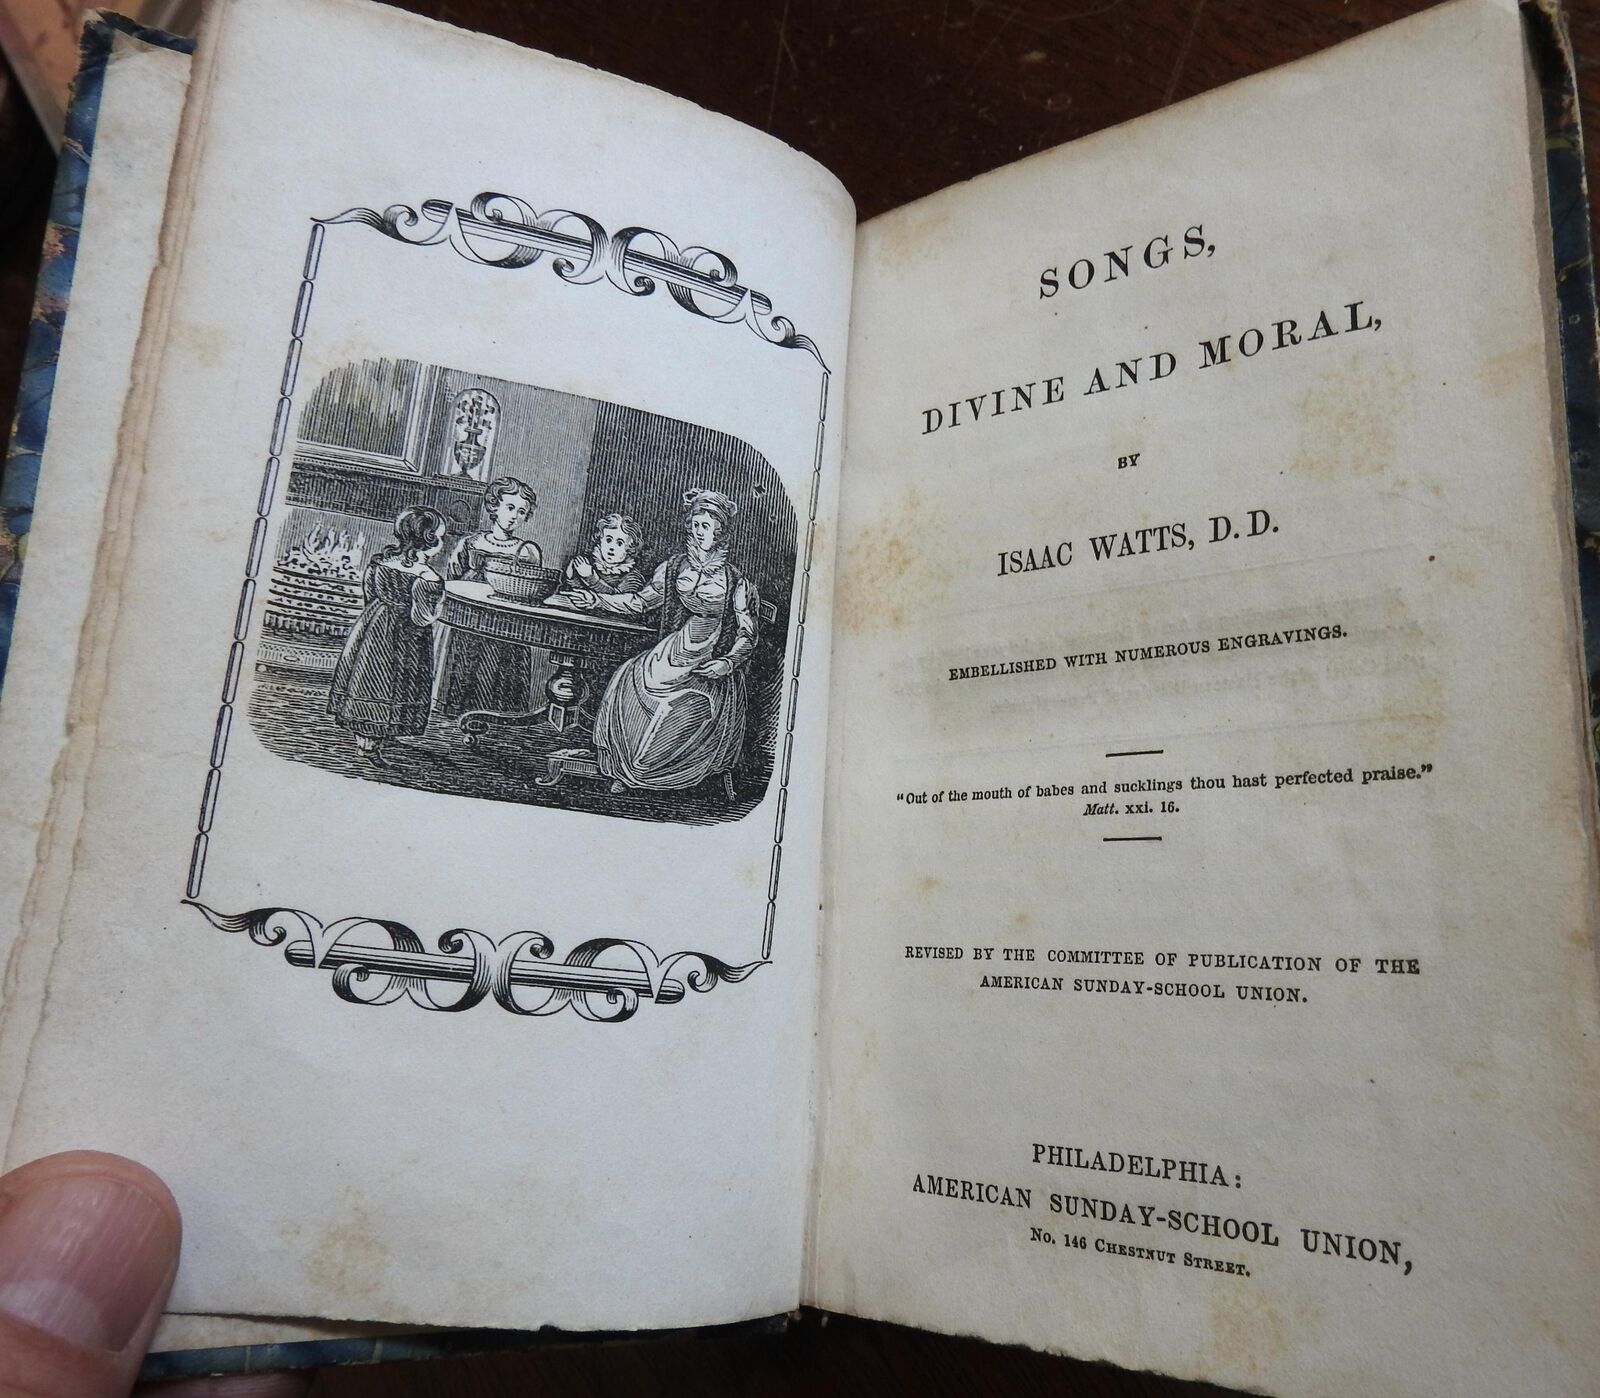 SONGS,
DIVINE AND MORAL,
BY
ISAAC WATTS, D.D.
EMBELLISHED WITH NUMEROUS ENGRAVINGS.
"Out of the mouth of babes and sucklings thou hast perfected praise."
Matt. xxi. 16.
REVISED BY THE COMMITTEE OF PUBLICATION OF THE
AMERICAN SUNDAY-SCHOOL UNION.
PHILADELPHIA:
AMERICAN SUNDAY-SCHOOL UNION,
No. 146 CHESTNUT STREET.